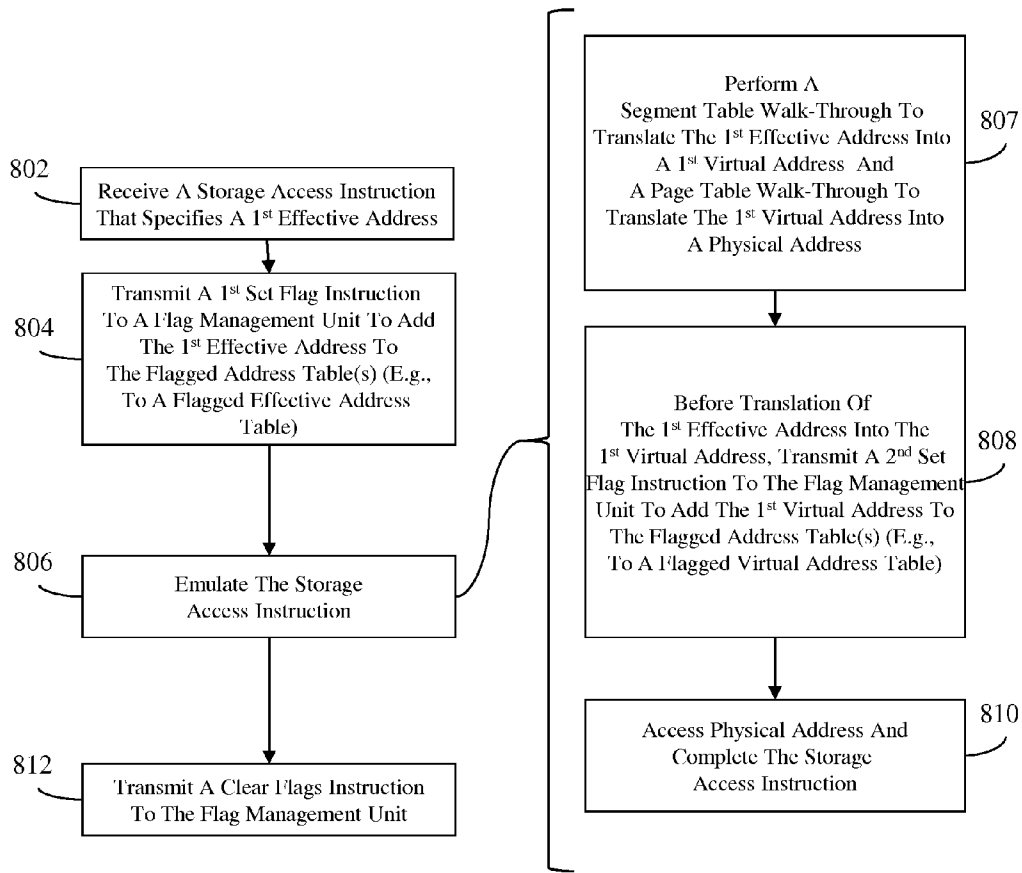 802
Receive A Storage Access Instruction
That Specifies A 1st Effective Address
804
Transmit A 1st Set Flag Instruction
To A Flag Management Unit To Add
The 1st Effective Address To
The Flagged Address Table(s) (E.g.,
To A Flagged Effective Address
Table)
806
Emulate The Storage
Access Instruction
812
Transmit A Clear Flags Instruction
To The Flag Management Unit
Perform A
Segment Table Walk-Through To
Translate The 1st Effective Address Into
A 1st Virtual Address And
A Page Table Walk-Through To
Translate The 1st Virtual Address Into
A Physical Address
807
Before Translation Of
The 1st Effective Address Into The
1st Virtual Address, Transmit A 2nd Set
Flag Instruction To The Flag Management
Unit To Add The 1st Virtual Address To
The Flagged Address Table(s) (E.g.,
To A Flagged Virtual Address Table)
808
Access Physical Address And
Complete The Storage
Access Instruction
810